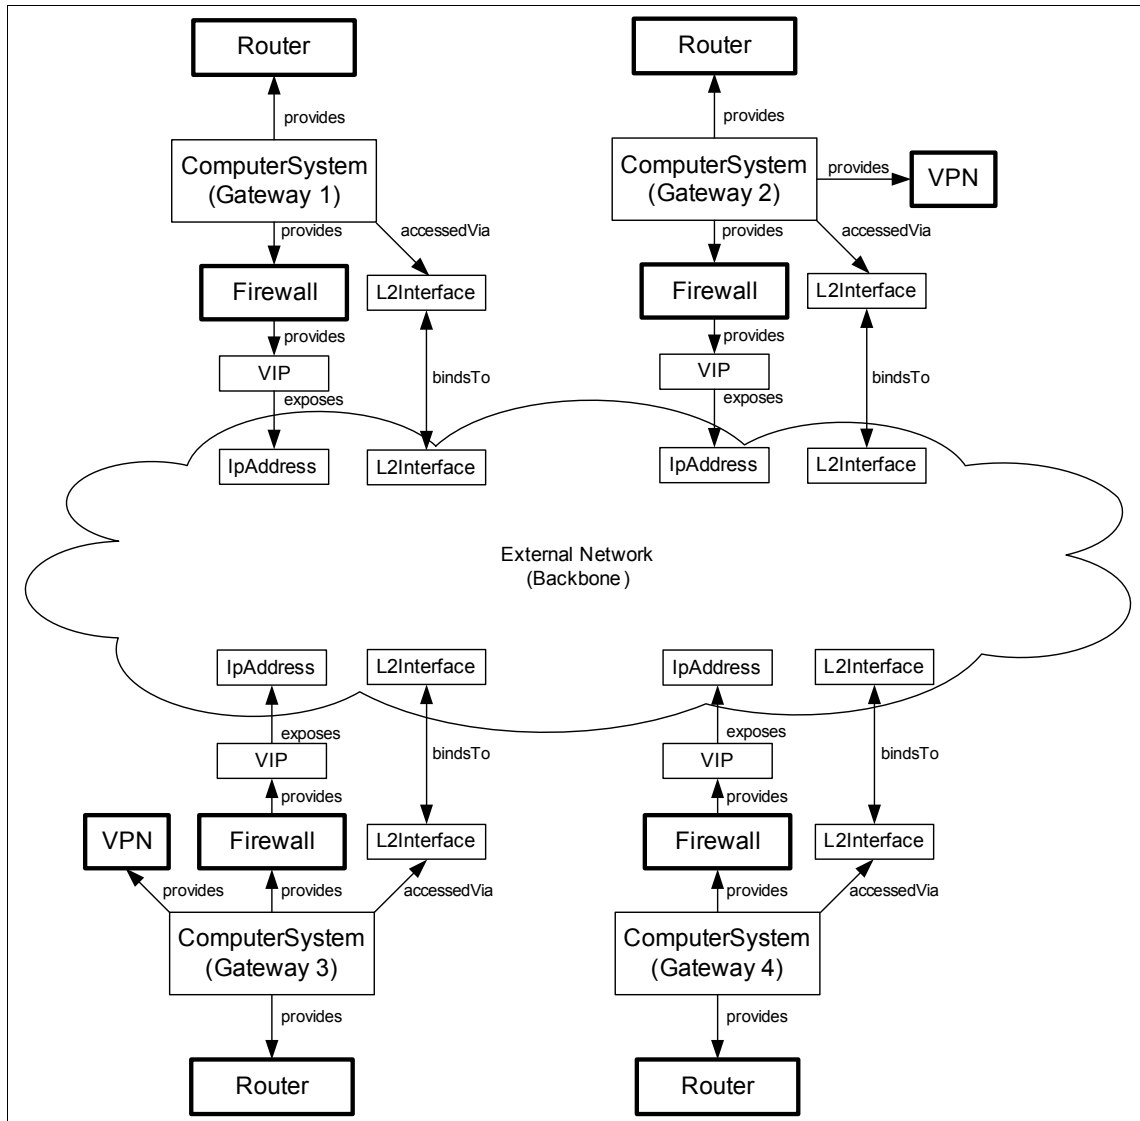 Router
Router
provides
provides
ComputerSystem
(Gateway 1)
ComputerSystem
(Gateway 2)
provides
VPN
provides
accessedVia
provides
accessedVia
Firewall
L2Interface
Firewall
L2Interface
provides
provides
VIP
bindsTo
VIP
bindsTo
exposes
exposes
IpAddress
L2Interface
IpAddress
L2Interface
External Network
(Backbone)
IpAddress
L2Interface
IpAddress
L2Interface
exposes
exposes
VIP
bindsTo
VIP
bindsTo
provides
provides
VPN
Firewall
L2Interface
Firewall
L2Interface
provides
provides
accessedVia
provides
accessedVia
ComputerSystem
(Gateway 3)
ComputerSystem
(Gateway 4)
provides
provides
Router
Router